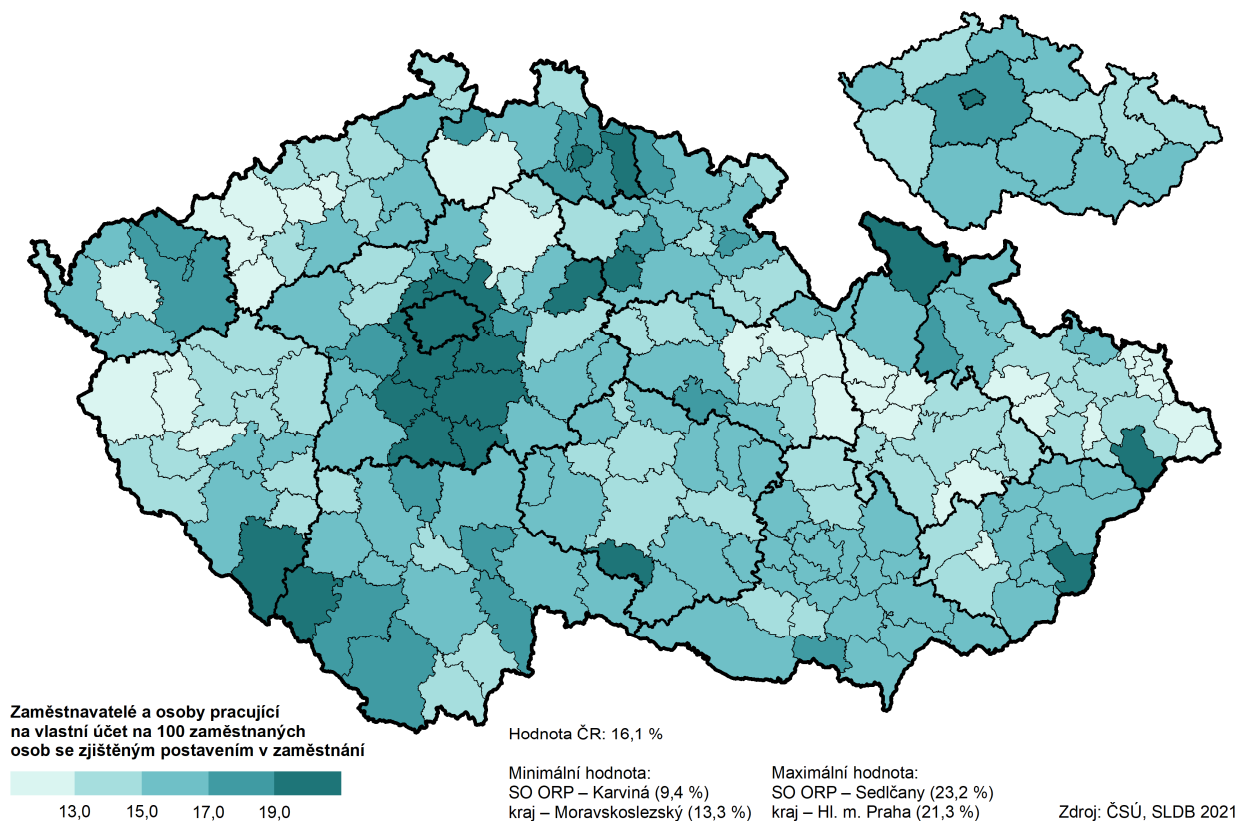 Zaměstnavatelé a osoby pracující
na vlastní účet na 100 zaměstnaných
osob se zjištěným postavením v zaměstnání
13,0 15,0 17,0 19,0
Hodnota ČR: 16,1 %
Minimální hodnota:
SO ORP – Karviná (9,4 %)
kraj – Moravskoslezský (13,3 %)
Maximální hodnota:
SO ORP – Sedlčany (23,2 %)
kraj – Hl. m. Praha (21,3 %)
Zdroj: ČSÚ, SLDB 2021